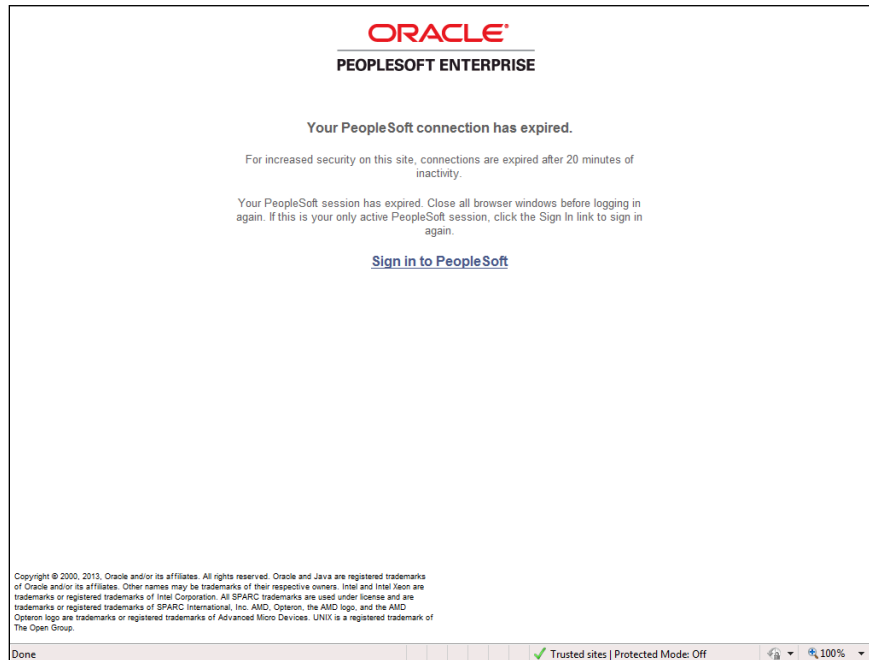 ORACLE®
PEOPLESOFT ENTERPRISE
Your PeopleSoft connection has expired.
For increased security on this site, connections are expired after 20 minutes of
inactivity.
Your PeopleSoft session has expired. Close all browser windows before logging in
again. If this is your only active PeopleSoft session, click the Sign In link to sign in
again.
Sign in to PeopleSoft
Copyright © 2000, 2013, Oracle and/or its affiliates. All rights reserved. Oracle and Java are registered trademarks
of Oracle and/or its affiliates. Other names may be trademarks of their respective owners. Intel and Intel Xeon are
trademarks or registered trademarks of Intel Corporation. All SPARC trademarks are used under license and are
trademarks or registered trademarks of SPARC International, Inc. AMD, Opteron, the AMD logo, and the AMD
Opteron logo are trademarks or registered trademarks of Advanced Micro Devices. UNIX is a registered trademark of
The Open Group.
Done Trusted sites | Protected Mode: Off 100%